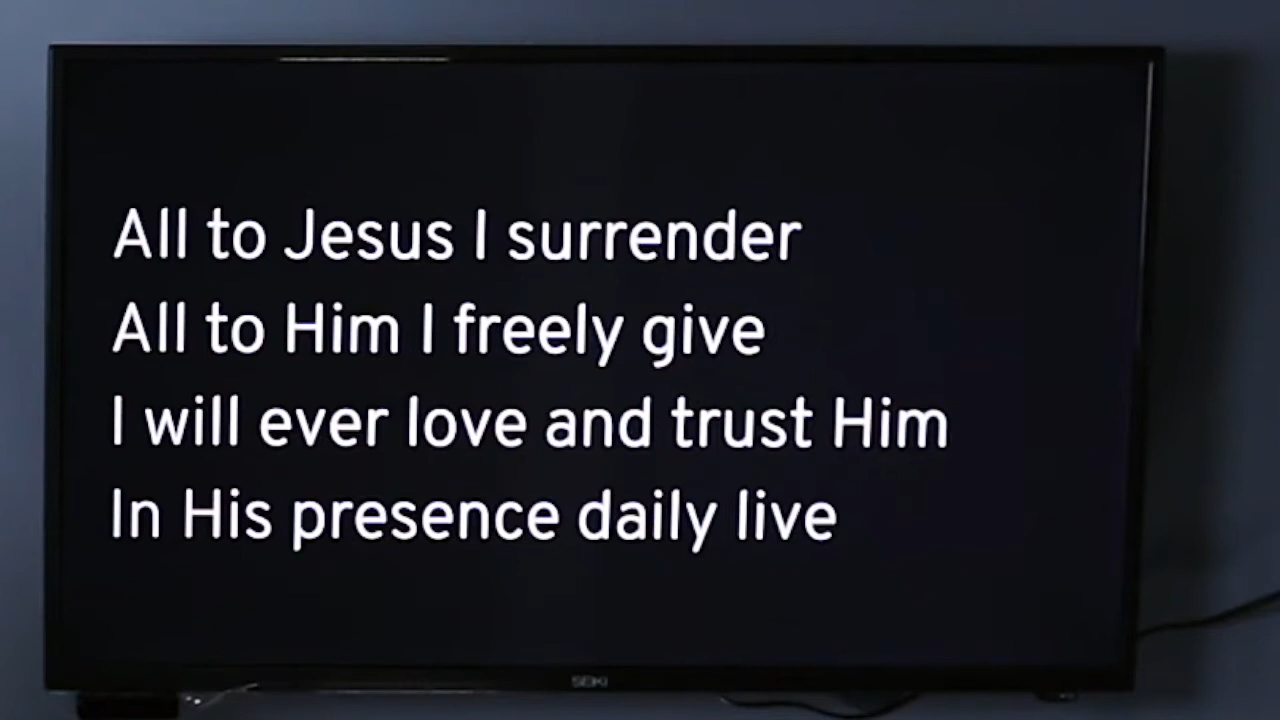 All to Jesus I surrender
All to Him I freely give
I will ever love and trust Him
In His presence daily live
SEIKI